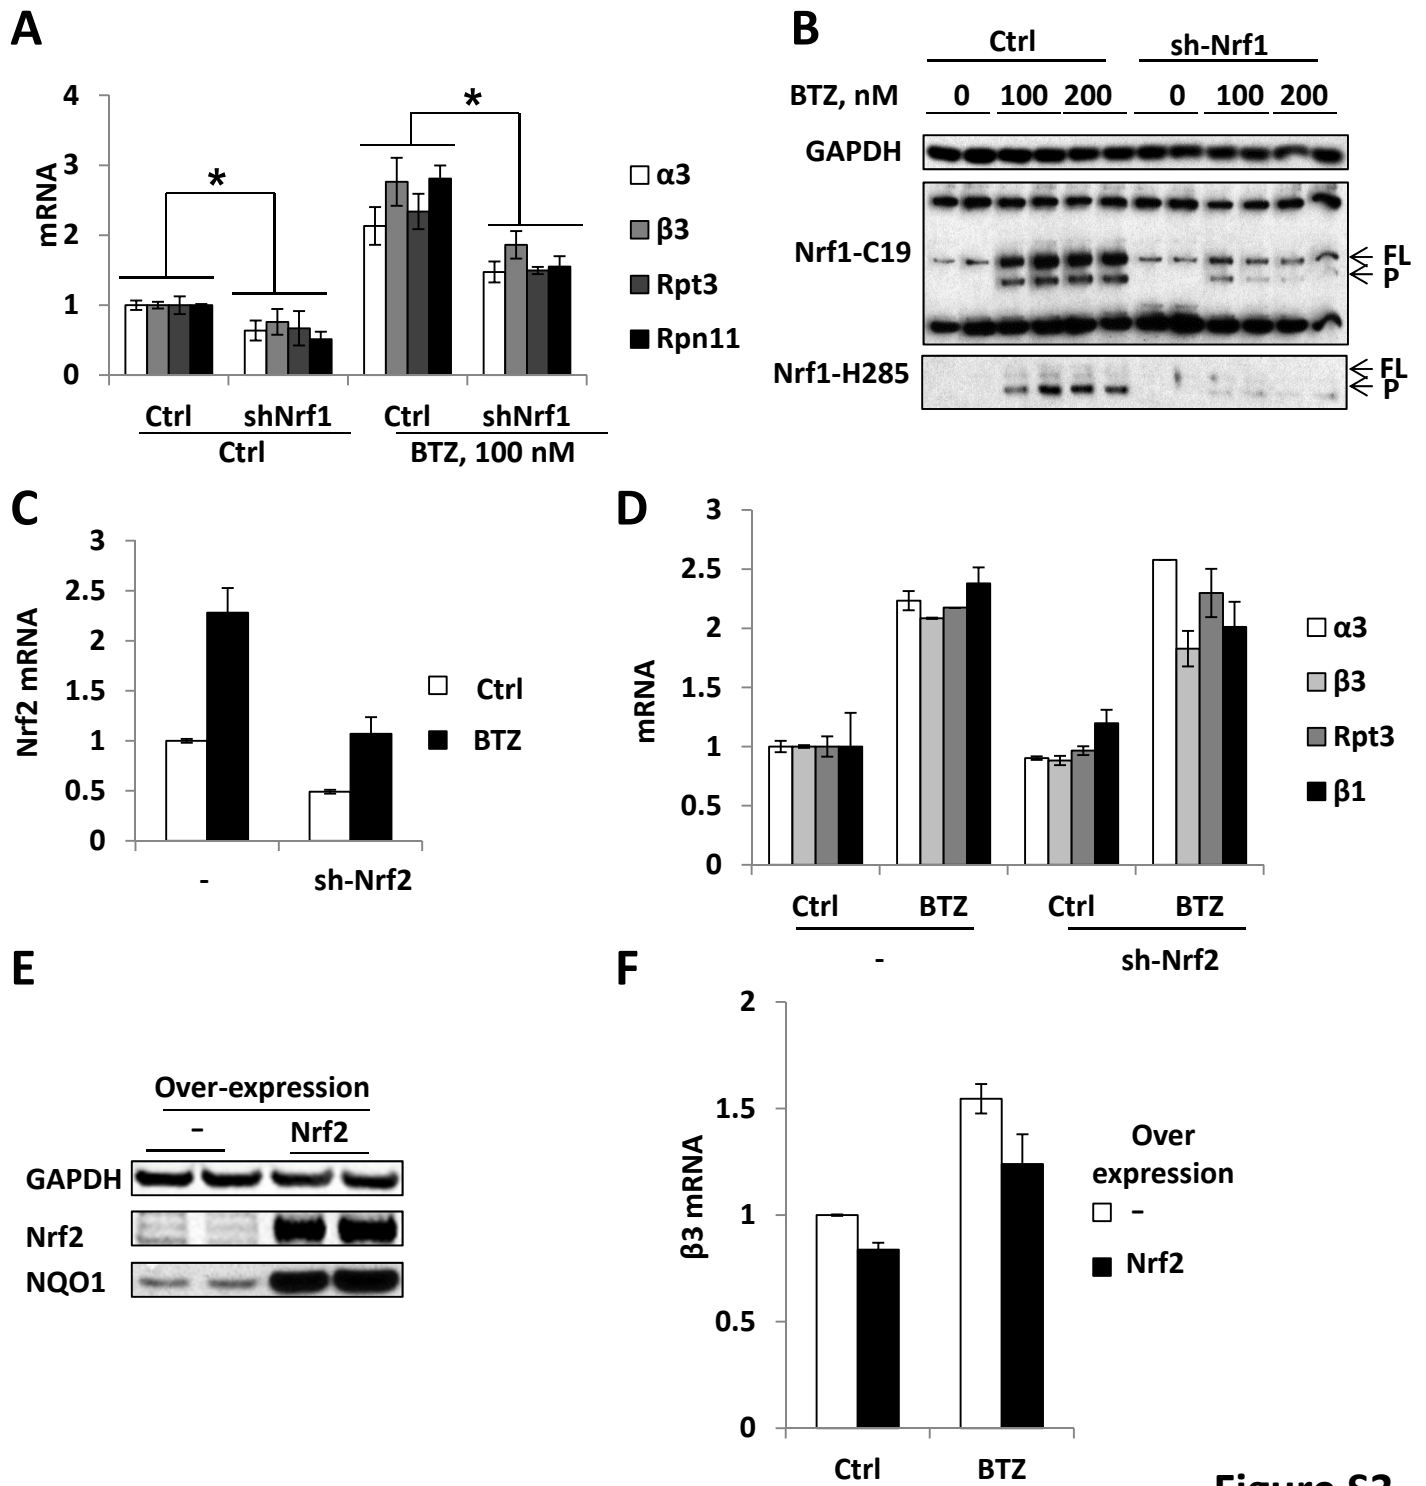 A
4
3
2
1
0
mRNA
*
*
α3
β3
Rpt3
Rpn11
Ctrl shNrf1 Ctrl shNrf1
Ctrl BTZ, 100 nM
B
Ctrl sh-Nrf1
BTZ, nM 0 100 200 0 100 200
GAPDH
Nrf1-C19
FL
P
Nrf1-H285
FL
P
C
3
2.5
2
1.5
1
0.5
0
Nrf2 mRNA
Ctrl
BTZ
- sh-Nrf2
D
3
2.5
2
1.5
1
0.5
0
mRNA
α3
β3
Rpt3
β1
Ctrl BTZ Ctrl BTZ
- sh-Nrf2
E
Over-expression
- Nrf2
GAPDH
Nrf2
NQO1
F
2
1.5
1
0.5
0
β3 mRNA
Over
expression
-
Nrf2
Ctrl BTZ